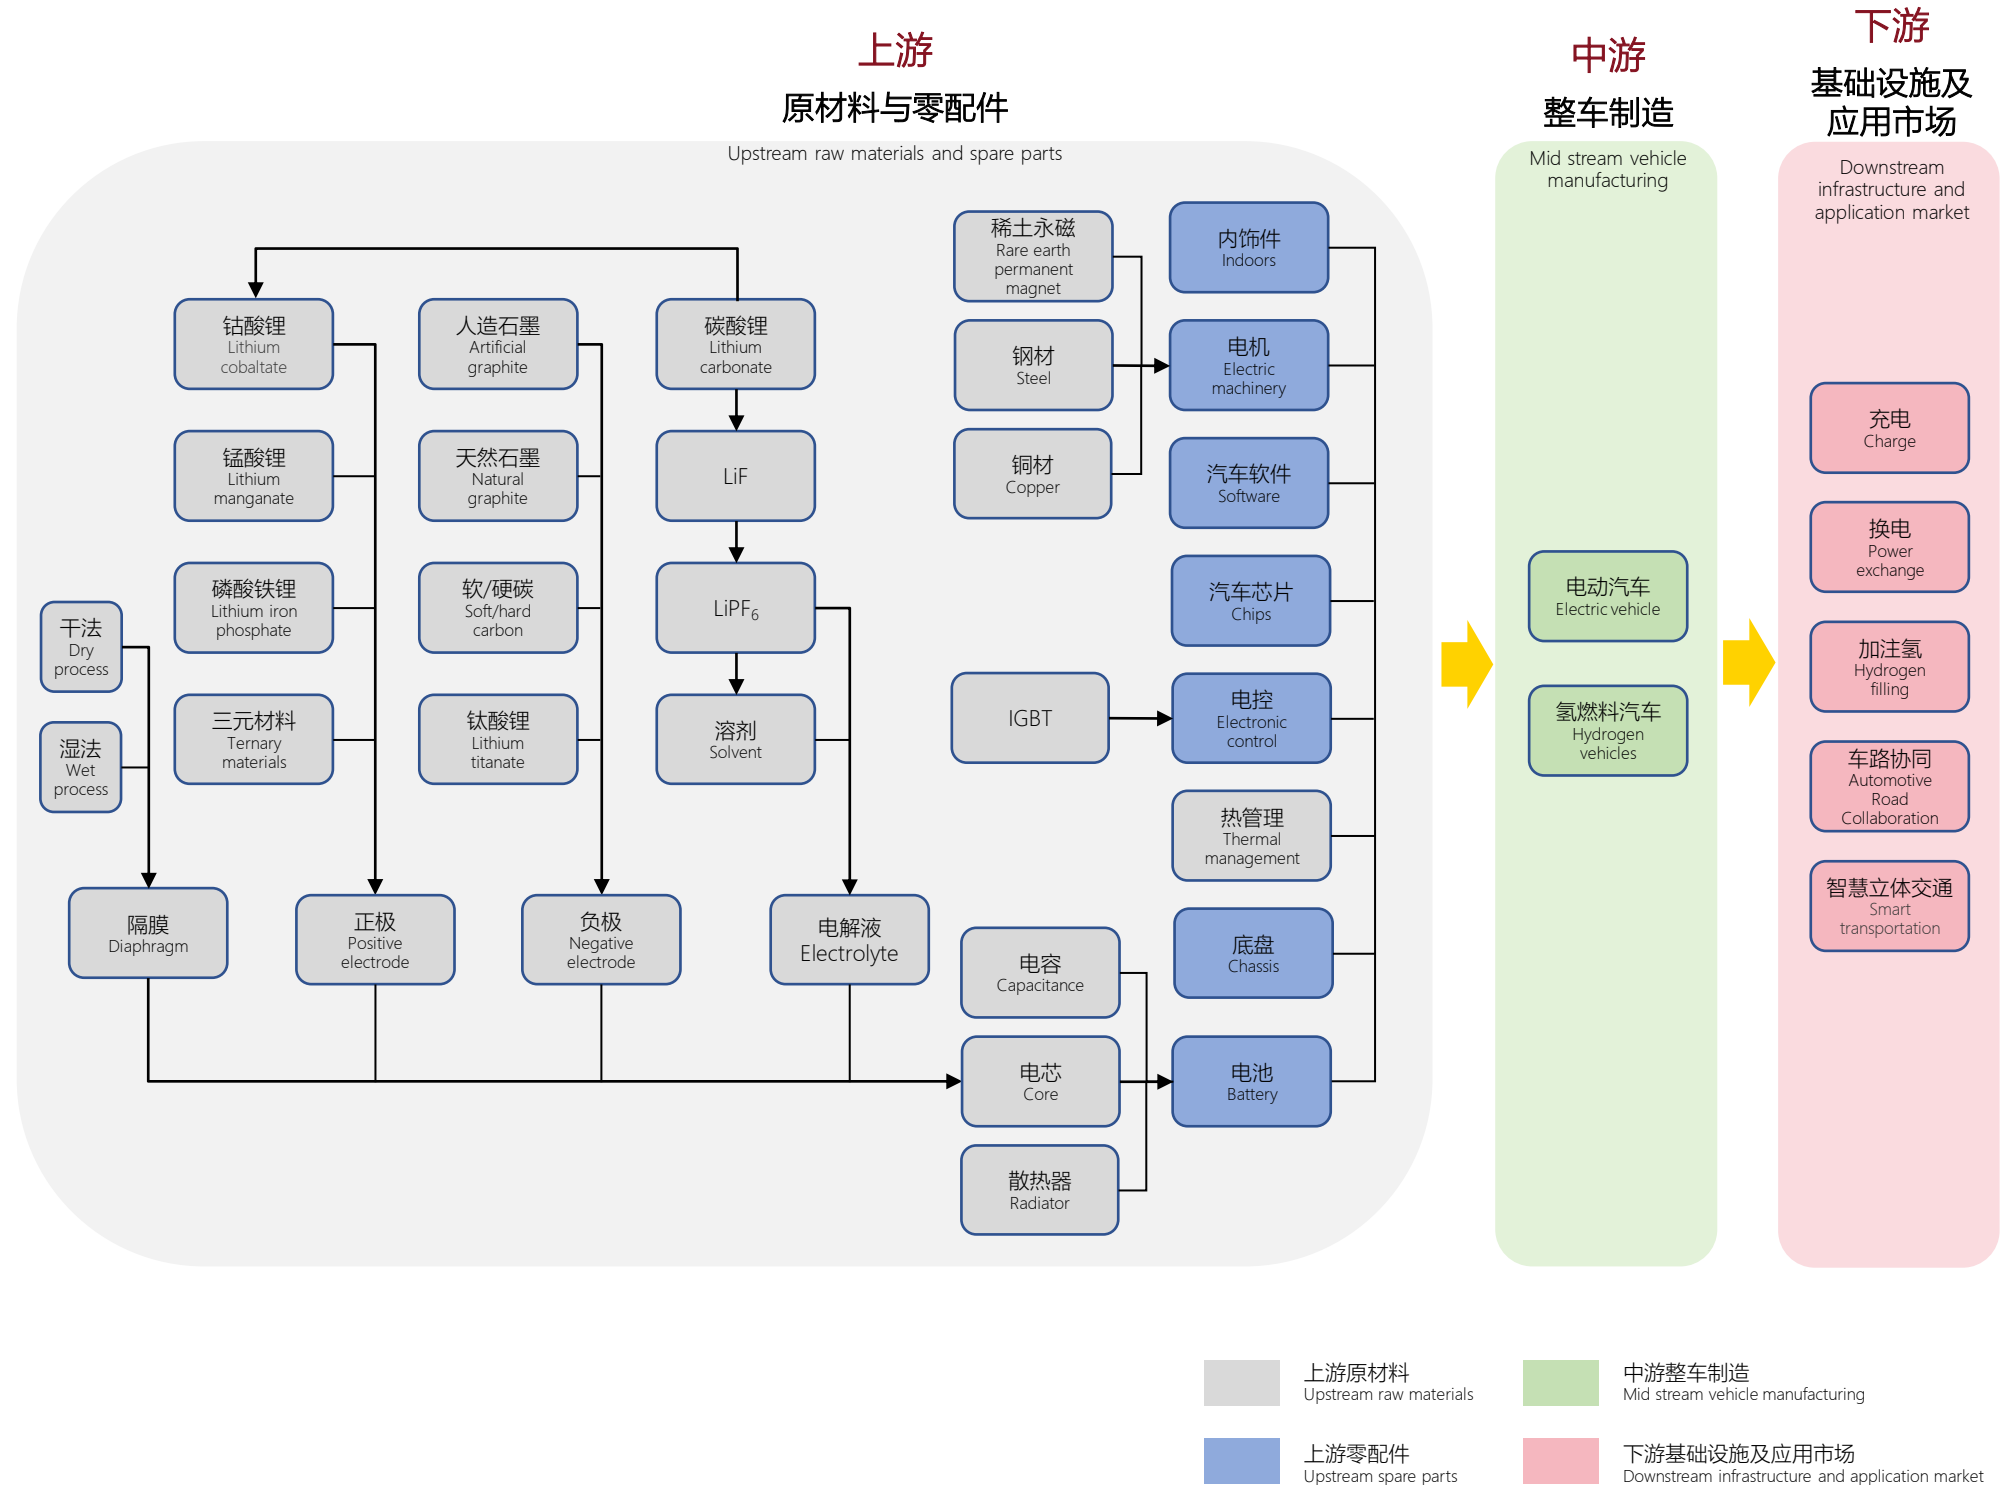 上游
原材料与零配件
Upstream raw materials and spare parts
中游
整车制造
Mid stream vehicle
manufacturing
下游
基础设施及
应用市场
Downstream
infrastructure and
application market
钴酸锂
Lithium
cobaltate
锰酸锂
Lithium
manganate
磷酸铁锂
Lithium iron
phosphate
三元材料
Ternary
materials
人造石墨
Artificial
graphite
天然石墨
Natural
graphite
软/硬碳
Soft/hard
carbon
钛酸锂
Lithium
titanate
碳酸锂
Lithium
carbonate
LiF
LiPF₆
溶剂
Solvent
干法
Dry
process
湿法
Wet
process
隔膜
Diaphragm
正极
Positive
electrode
负极
Negative
electrode
电解液
Electrolyte
稀土永磁
Rare earth
permanent
magnet
钢材
Steel
铜材
Copper
IGBT
电容
Capacitance
电芯
Core
散热器
Radiator
内饰件
Indoors
电机
Electric
machinery
汽车软件
Software
汽车芯片
Chips
电控
Electronic
control
热管理
Thermal
management
底盘
Chassis
电池
Battery
电动汽车
Electric vehicle
氢燃料汽车
Hydrogen
vehicles
充电
Charge
换电
Power
exchange
加注氢
Hydrogen
filling
车路协同
Automotive
Road
Collaboration
智慧立体交通
Smart
transportation
上游原材料
Upstream raw materials
中游整车制造
Mid stream vehicle manufacturing
上游零配件
Upstream spare parts
下游基础设施及应用市场
Downstream infrastructure and application market